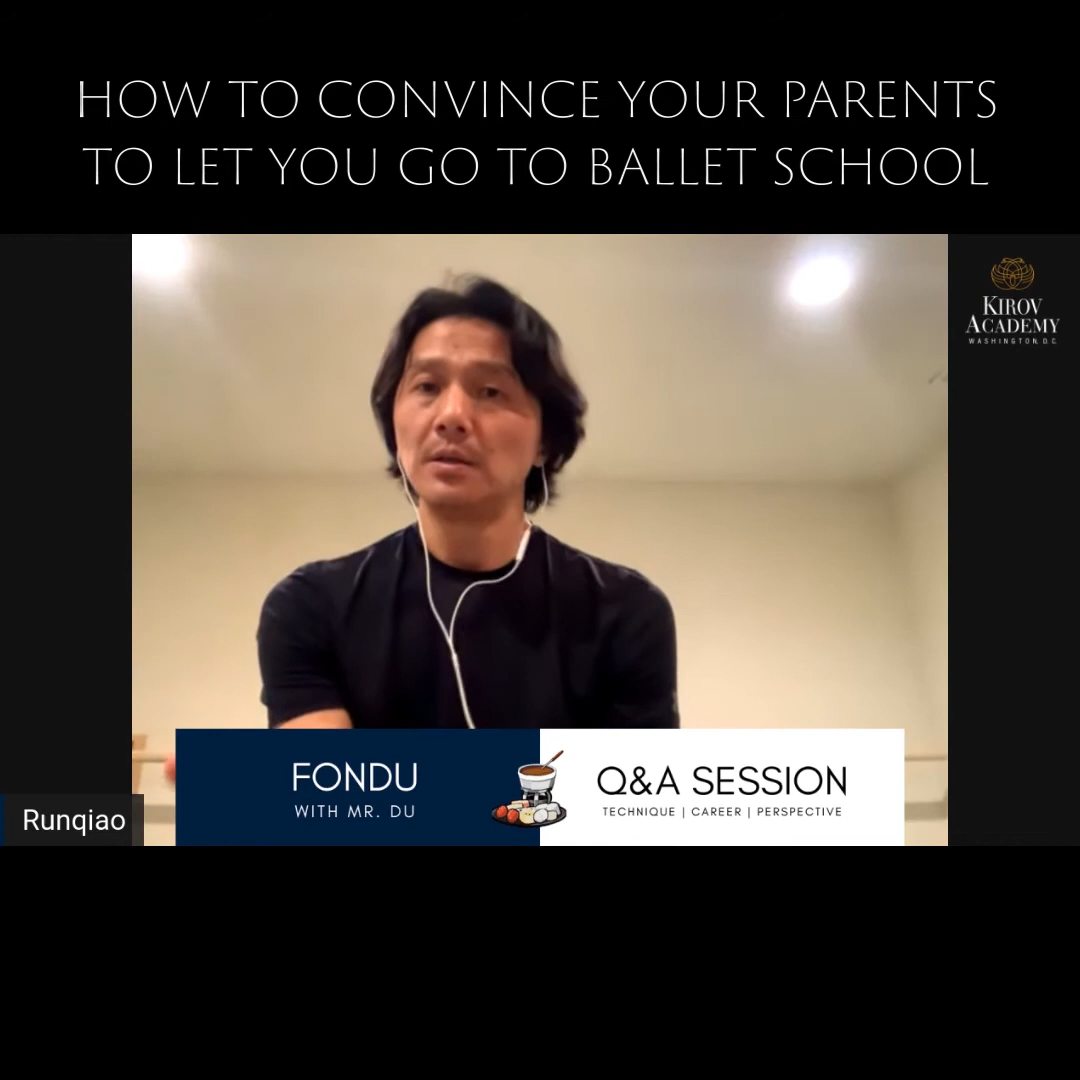 HOW TO CONVINCE YOUR PARENTS
TO LET YOU GO TO BALLET SCHOOL
KIROV
ACADEMY
WASHINGTON, D.C.
FONDU
WITH MR. DU
Q&A SESSION
TECHNIQUE | CAREER | PERSPECTIVE
Runqiao